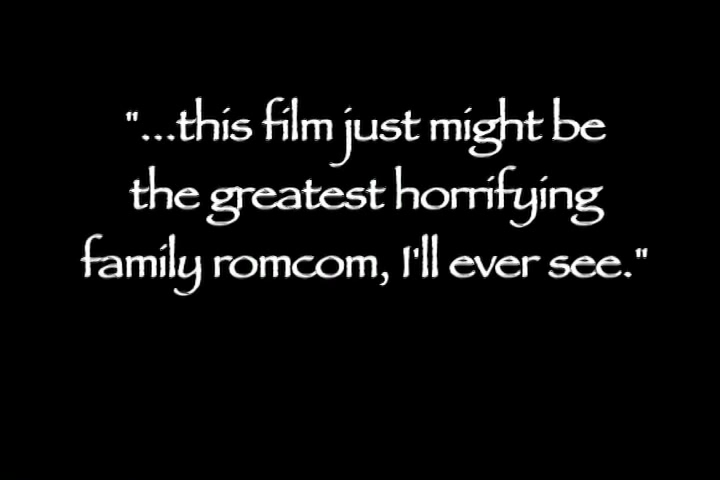 "...this film just might be
the greatest horrifying
family romcom, I'll ever see."